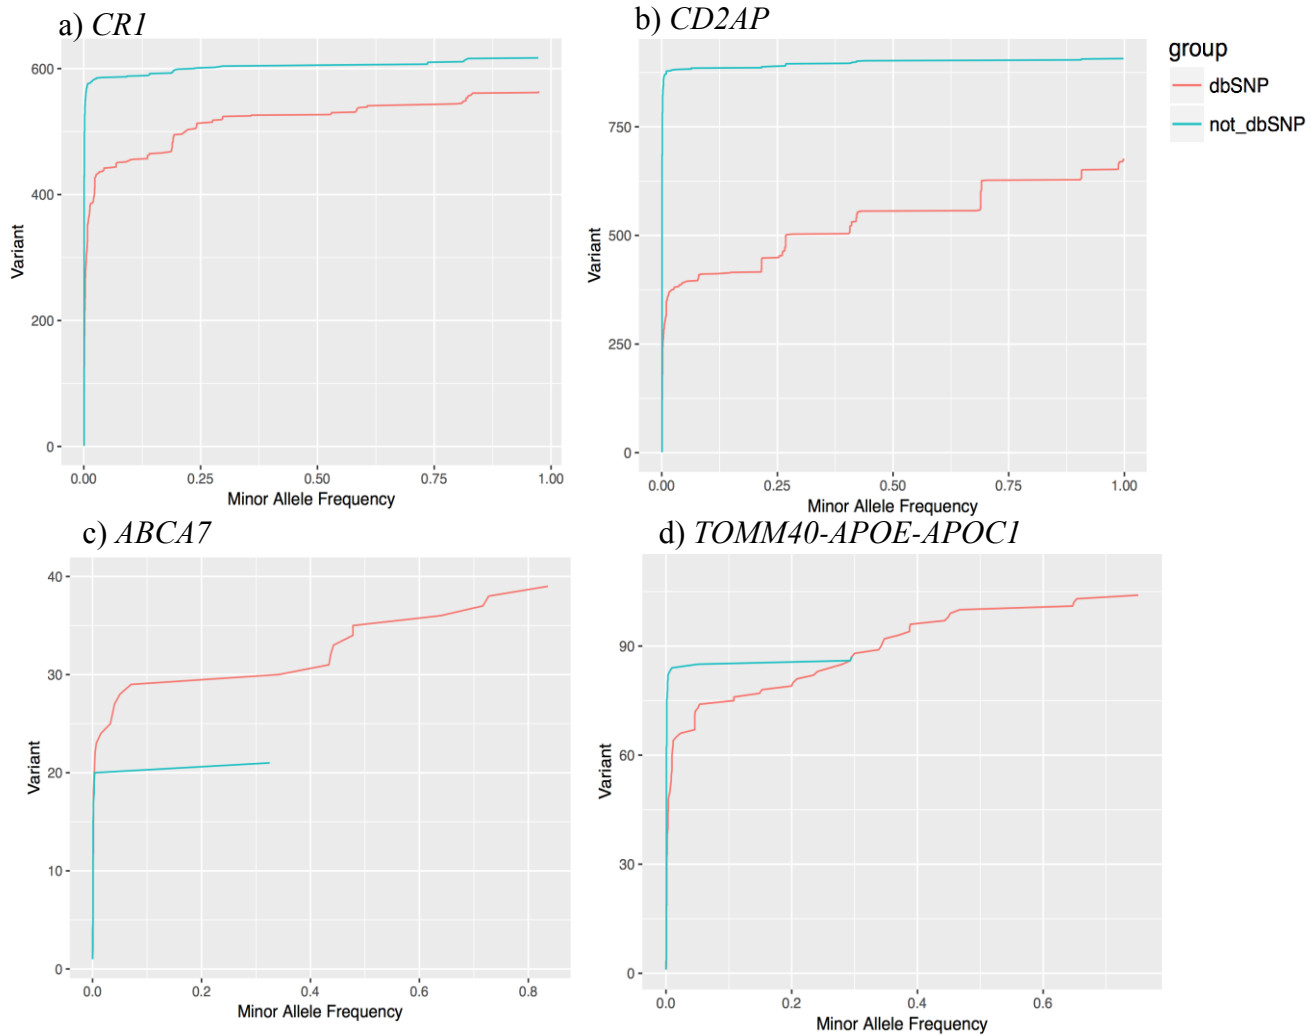 a) CR1
600
400
200
0
Variant
0.00 0.25 0.50 0.75 1.00
Minor Allele Frequency
b) CD2AP
750
500
250
0
Variant
0.00 0.25 0.50 0.75 1.00
Minor Allele Frequency
group
dbSNP
not_dbSNP
c) ABCA7
40
30
20
10
0
Variant
0.0 0.2 0.4 0.6 0.8
Minor Allele Frequency
d) TOMM40-APOE-APOC1
90
60
30
0
Variant
0.0 0.2 0.4 0.6
Minor Allele Frequency